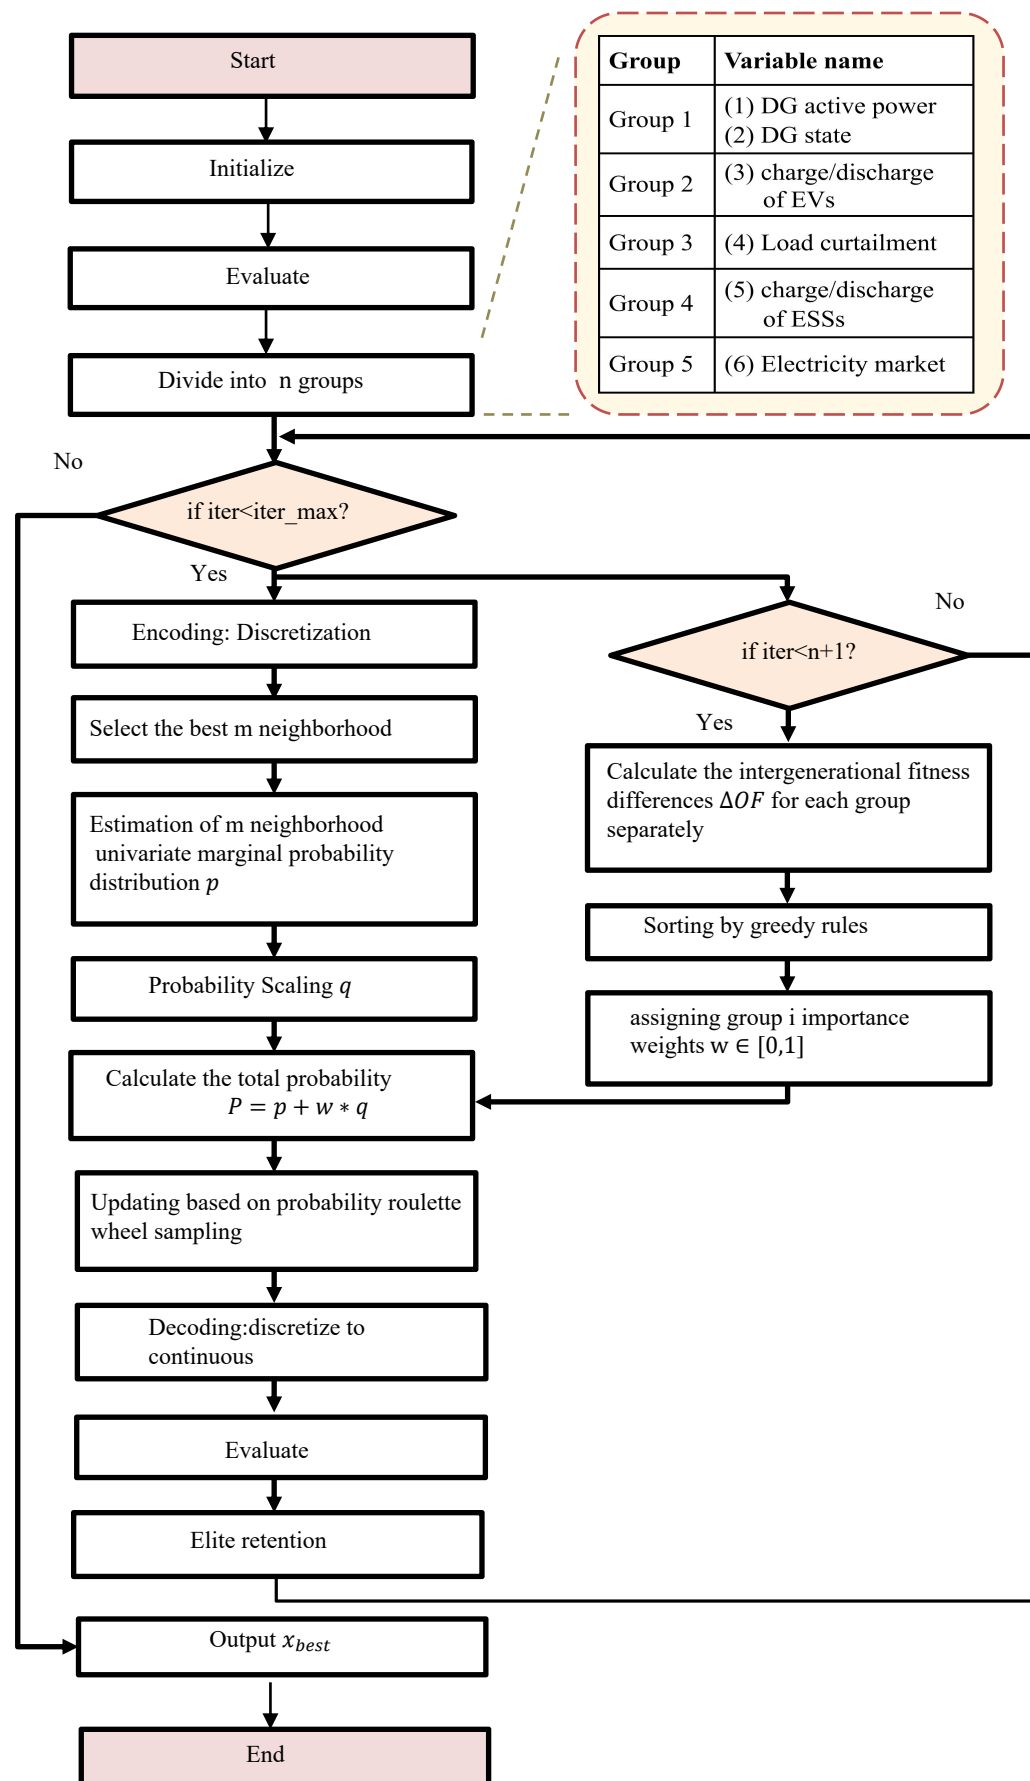 Start
Initialize
Evaluate
Divide into n groups
Group Variable name
Group 1 (1) DG active power
(2) DG state
Group 2 (3) charge/discharge
of EVs
Group 3 (4) Load curtailment
Group 4 (5) charge/discharge
of ESSs
Group 5 (6) Electricity market
No
if iter<iter_max?
Yes
Encoding: Discretization
Select the best m neighborhood
Estimation of m neighborhood
univariate marginal probability
distribution p
Probability Scaling q
Calculate the total probability
P = p + w ∗ q
No
if iter<n+1?
Yes
Calculate the intergenerational fitness
differences ΔOF for each group
separately
Sorting by greedy rules
assigning group i importance
weights w ∈ [0,1]
Updating based on probability roulette
wheel sampling
Decoding:discretize to
continuous
Evaluate
Elite retention
Output x_best
End